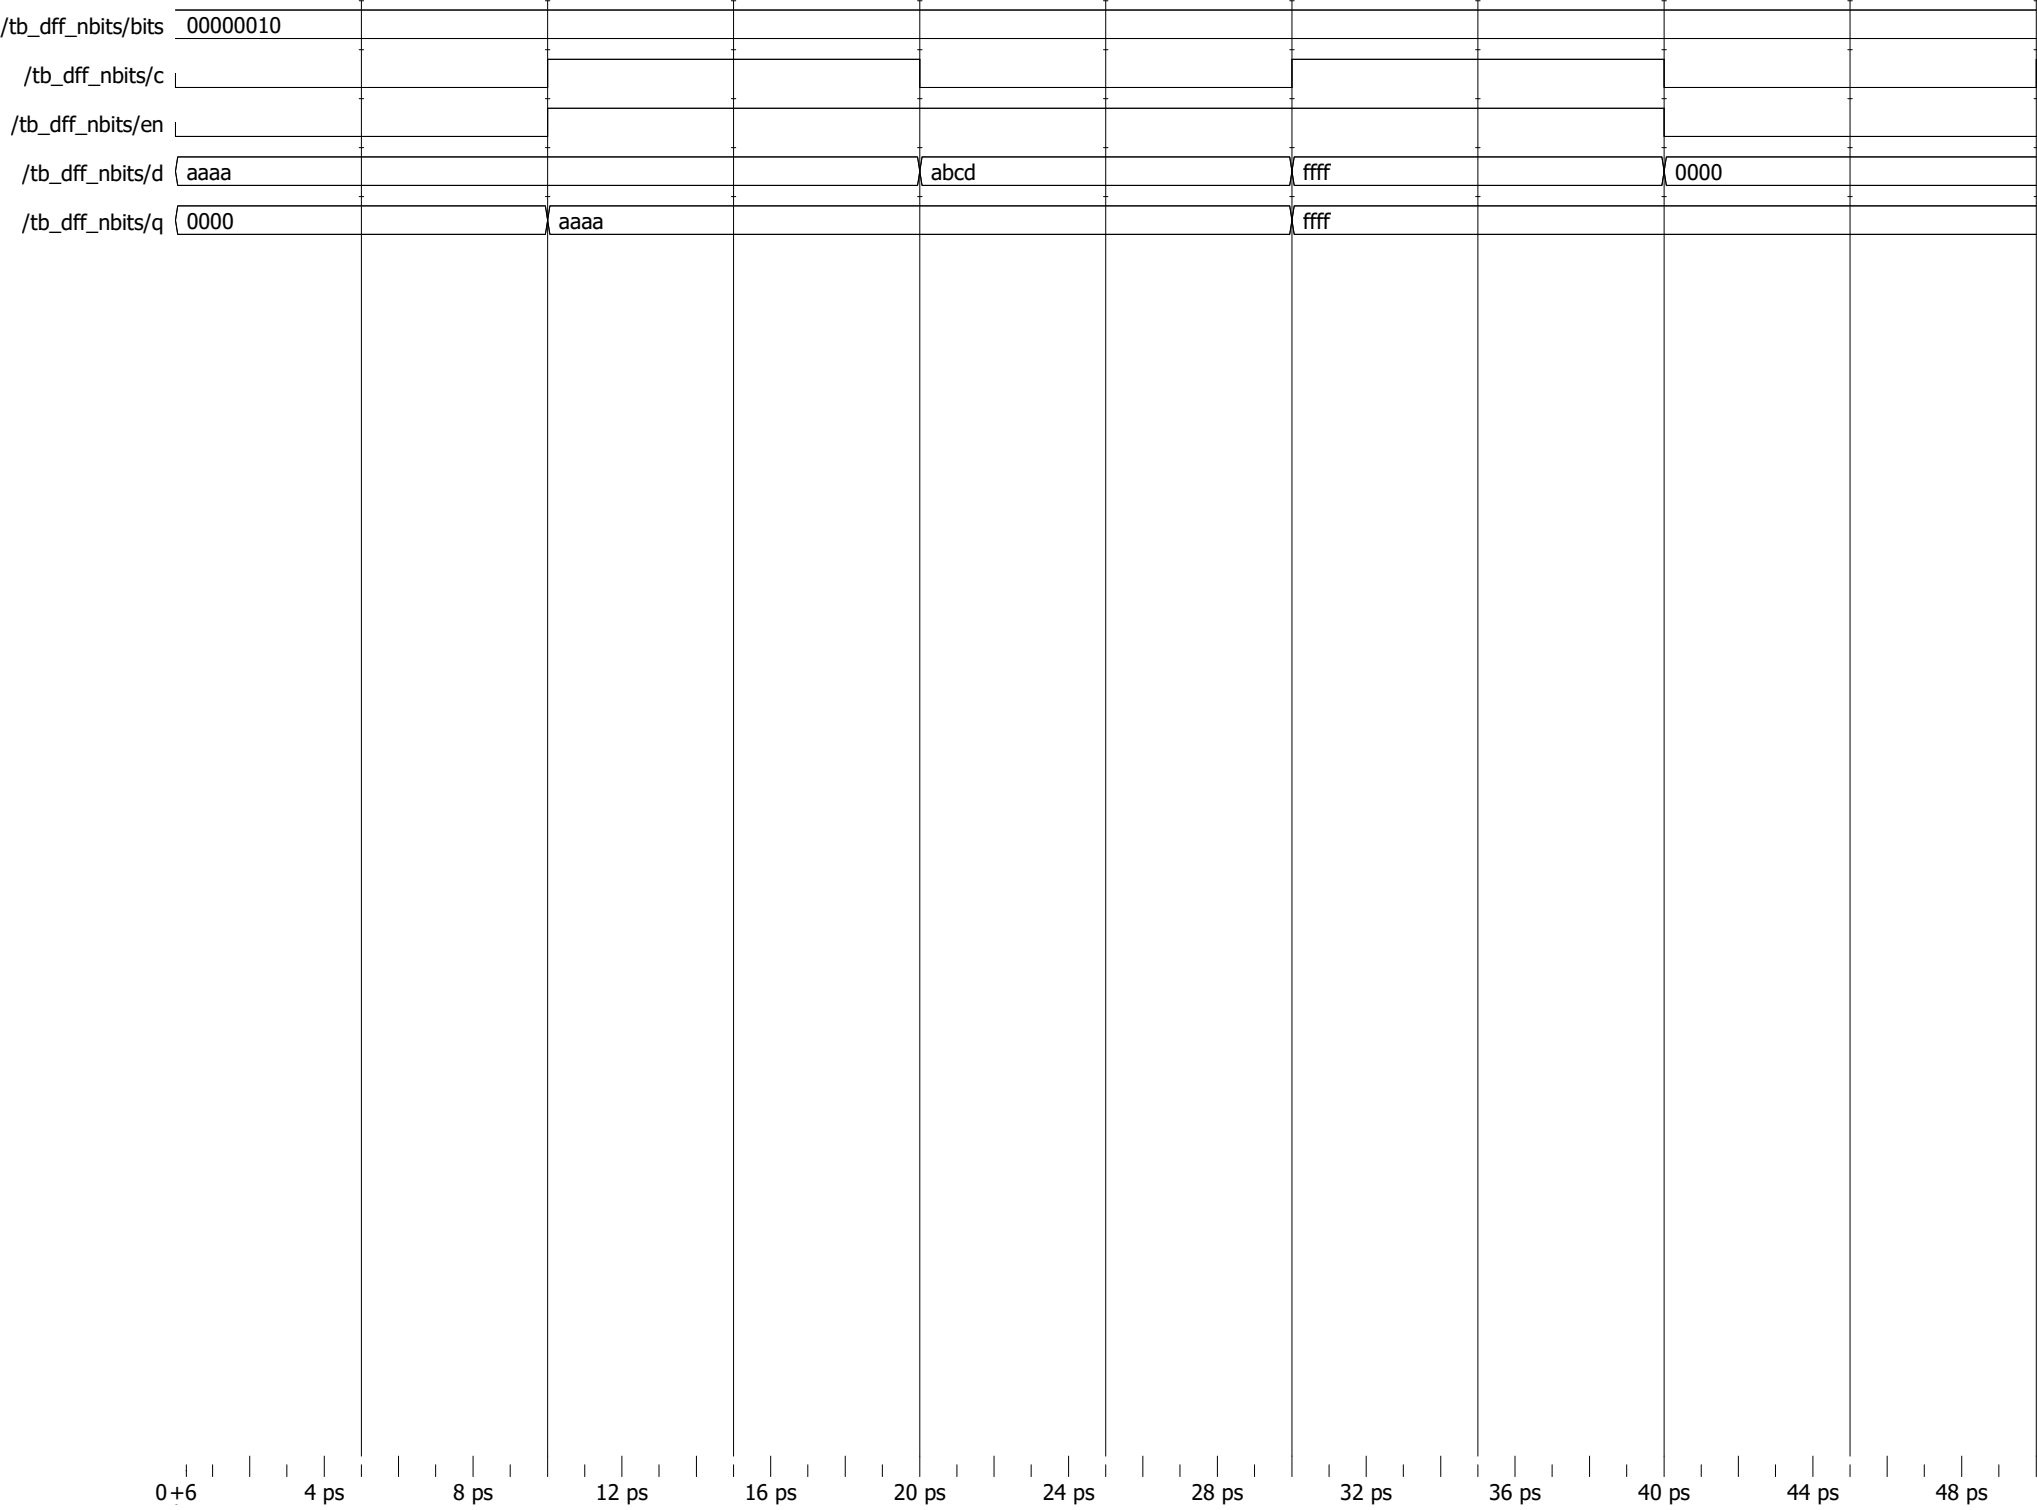 /tb_dff_nbits/bits 00000010
/tb_dff_nbits/c
/tb_dff_nbits/en
/tb_dff_nbits/d aaaa abcd ffff 0000
/tb_dff_nbits/q 0000 aaaa ffff
0+6 4 ps 8 ps 12 ps 16 ps 20 ps 24 ps 28 ps 32 ps 36 ps 40 ps 44 ps 48 ps